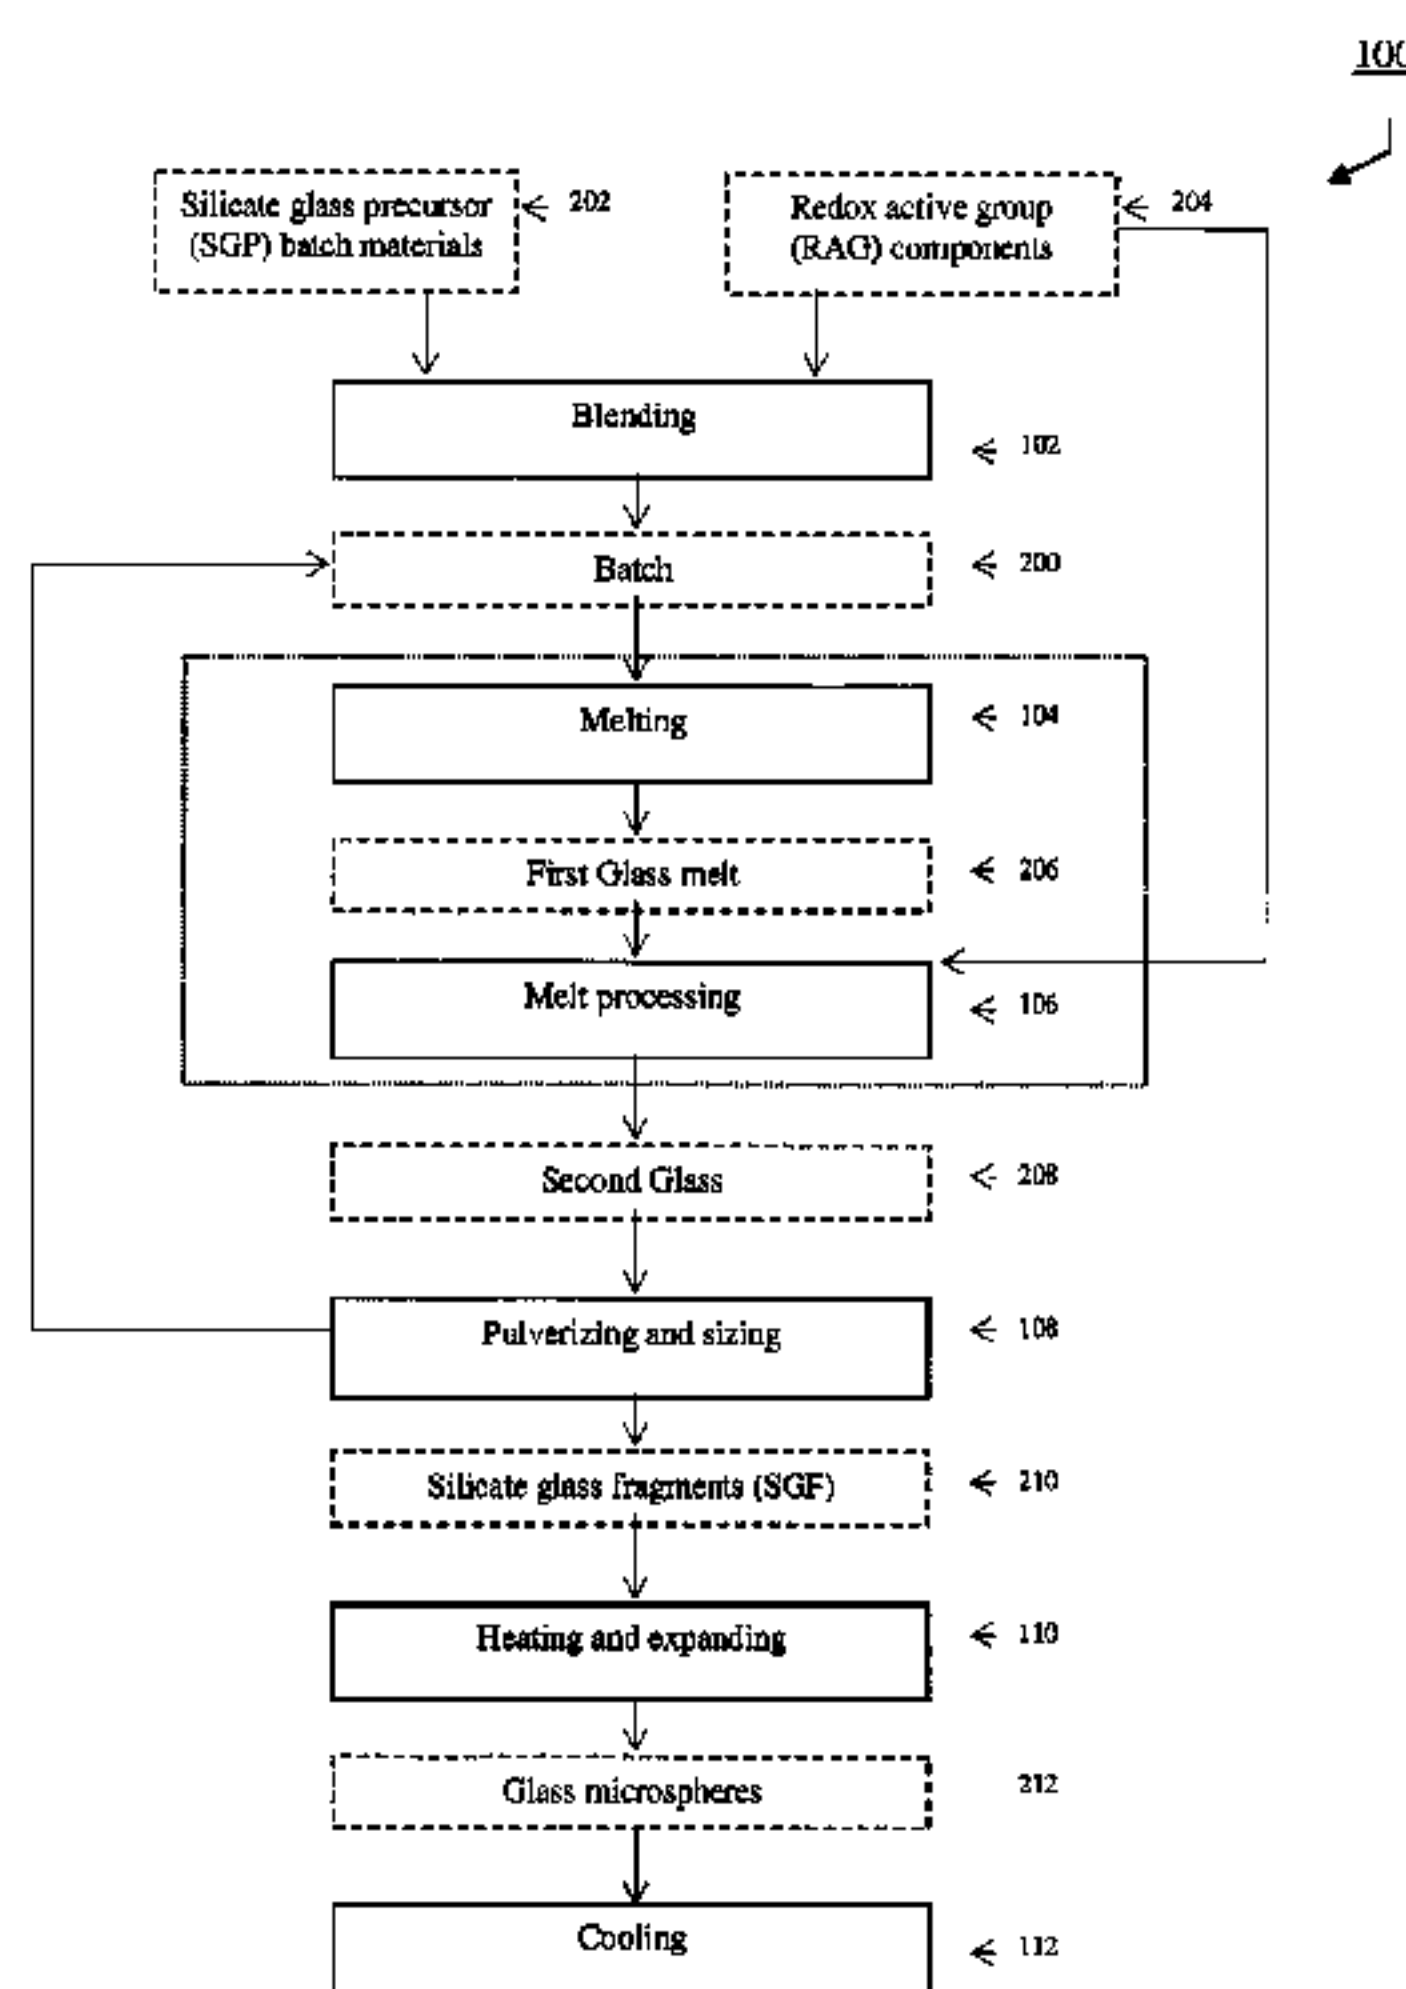 100
Silicate glass precursor
(SGP) batch materials
202
Redox active group
(RAG) components
204
Blending
102
Batch
200
Melting
104
First Glass melt
206
Melt processing
106
Second Glass
208
Pulverizing and sizing
108
Silicate glass fragments (SGF)
210
Heating and expanding
110
Glass microspheres
212
Cooling
112